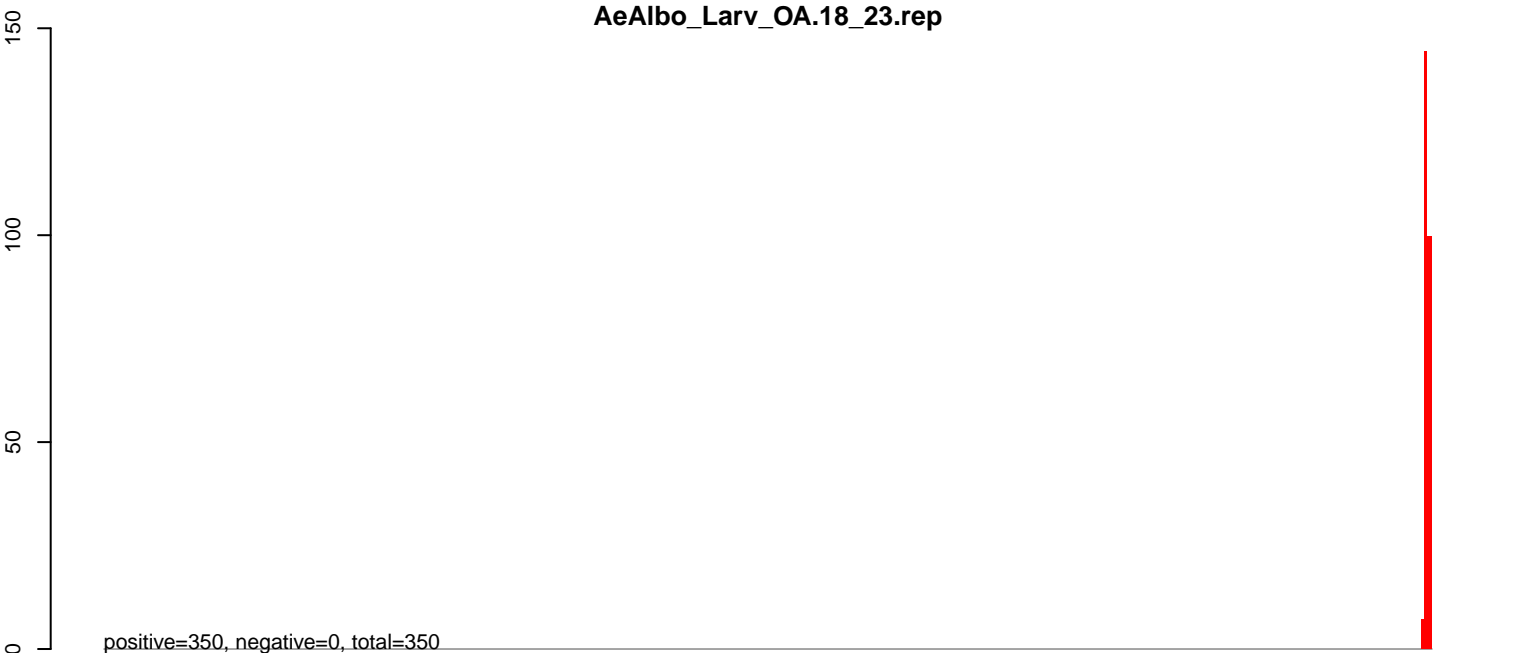 AeAlbo_Larv_OA.18_23.rep
150
100
50
0
positive=350, negative=0, total=350